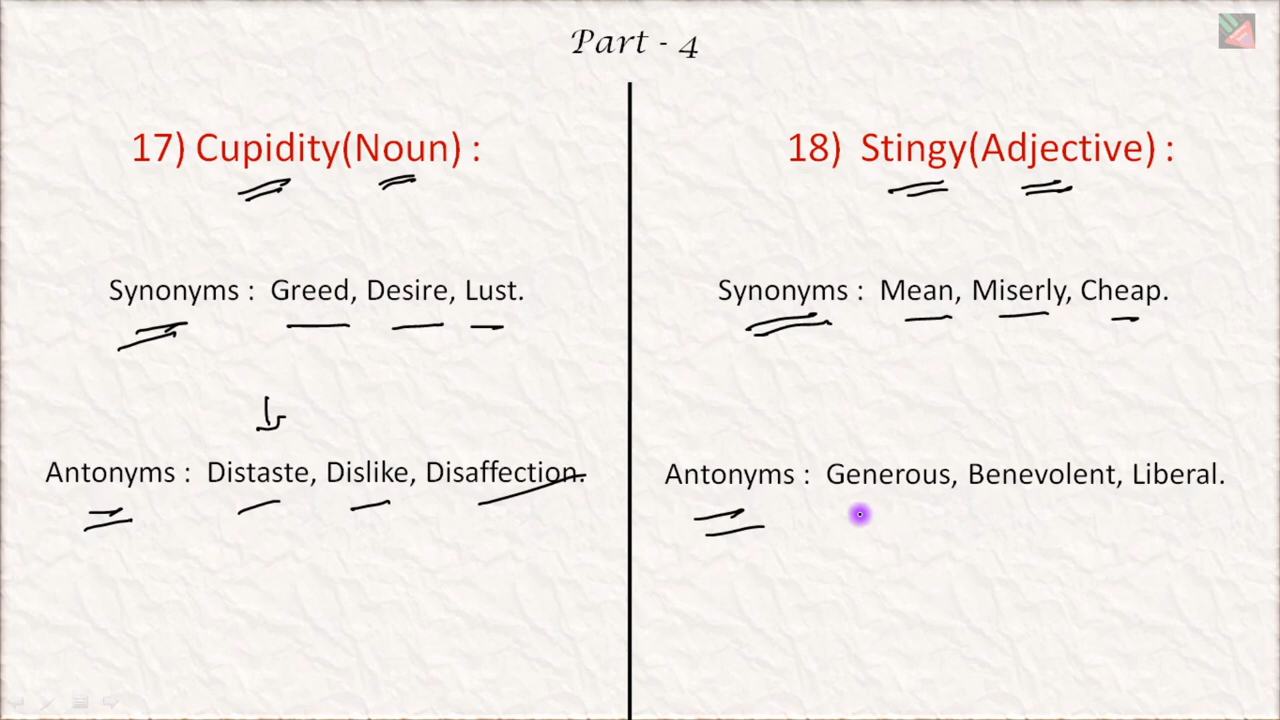 Part - 4
17) Cupidity(Noun) :
Synonyms : Greed, Desire, Lust.
Antonyms : Distaste, Dislike, Disaffection.
18) Stingy(Adjective) :
Synonyms : Mean, Miserly, Cheap.
Antonyms : Generous, Benevolent, Liberal.